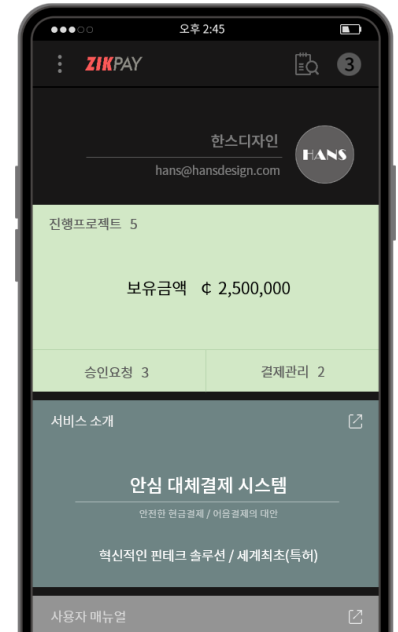 오후 2:45
ZIKPAY
3
한스디자인
HANS
hans@hansdesign.com
진행프로젝트 5
보유금액 ¢ 2,500,000
승인요청 3 결제관리 2
서비스 소개
안심 대체결제 시스템
안전한 현금결제 / 어음결제의 대안
혁신적인 핀테크 솔루션 / 세계최초(특허)
사용자 매뉴얼